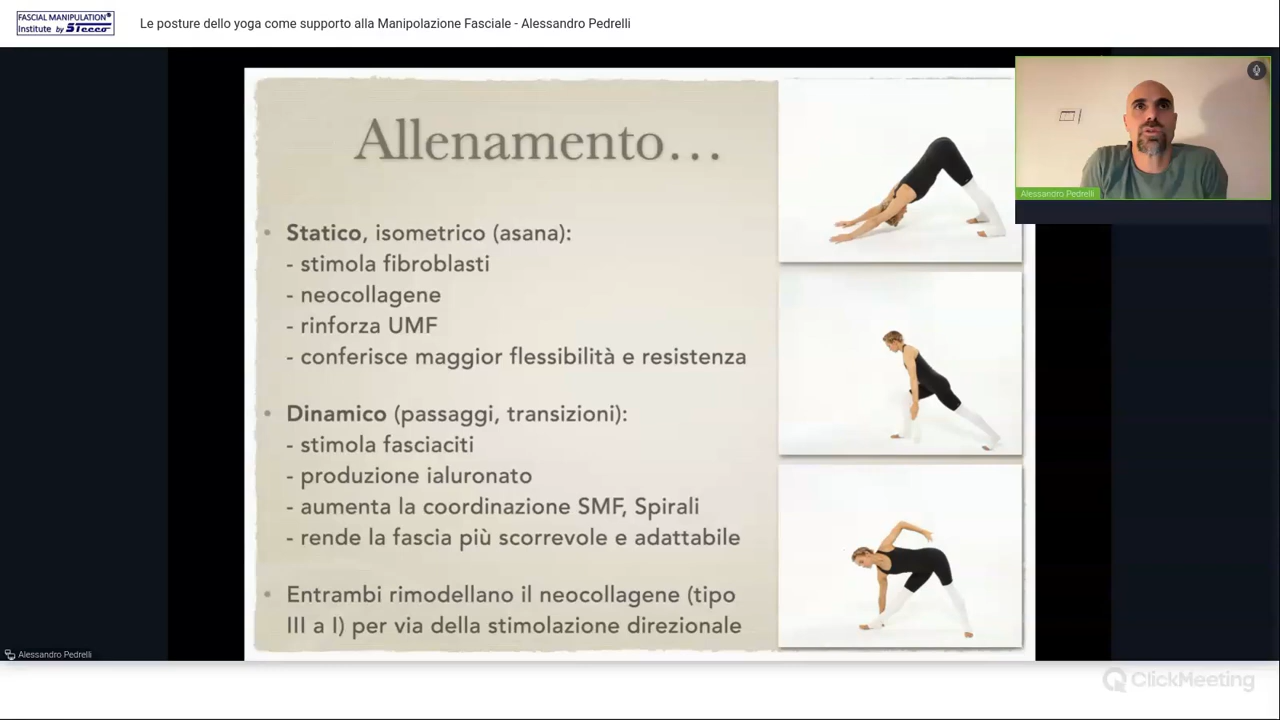 FASCIAL MANIPULATION®
Institute by Stecco
Le posture dello yoga come supporto alla Manipolazione Fasciale - Alessandro Pedrelli
Allenamento...
• Statico, isometrico (asana):
- stimola fibroblasti
- neocollagene
- rinforza UMF
- conferisce maggior flessibilità e resistenza
• Dinamico (passaggi, transizioni):
- stimola fasciaciti
- produzione ialuronato
- aumenta la coordinazione SMF, Spirali
- rende la fascia più scorrevole e adattabile
• Entrambi rimodellano il neocollagene (tipo
III a I) per via della stimolazione direzionale
Alessandro Pedrelli
Alessandro Pedrelli
ClickMeeting